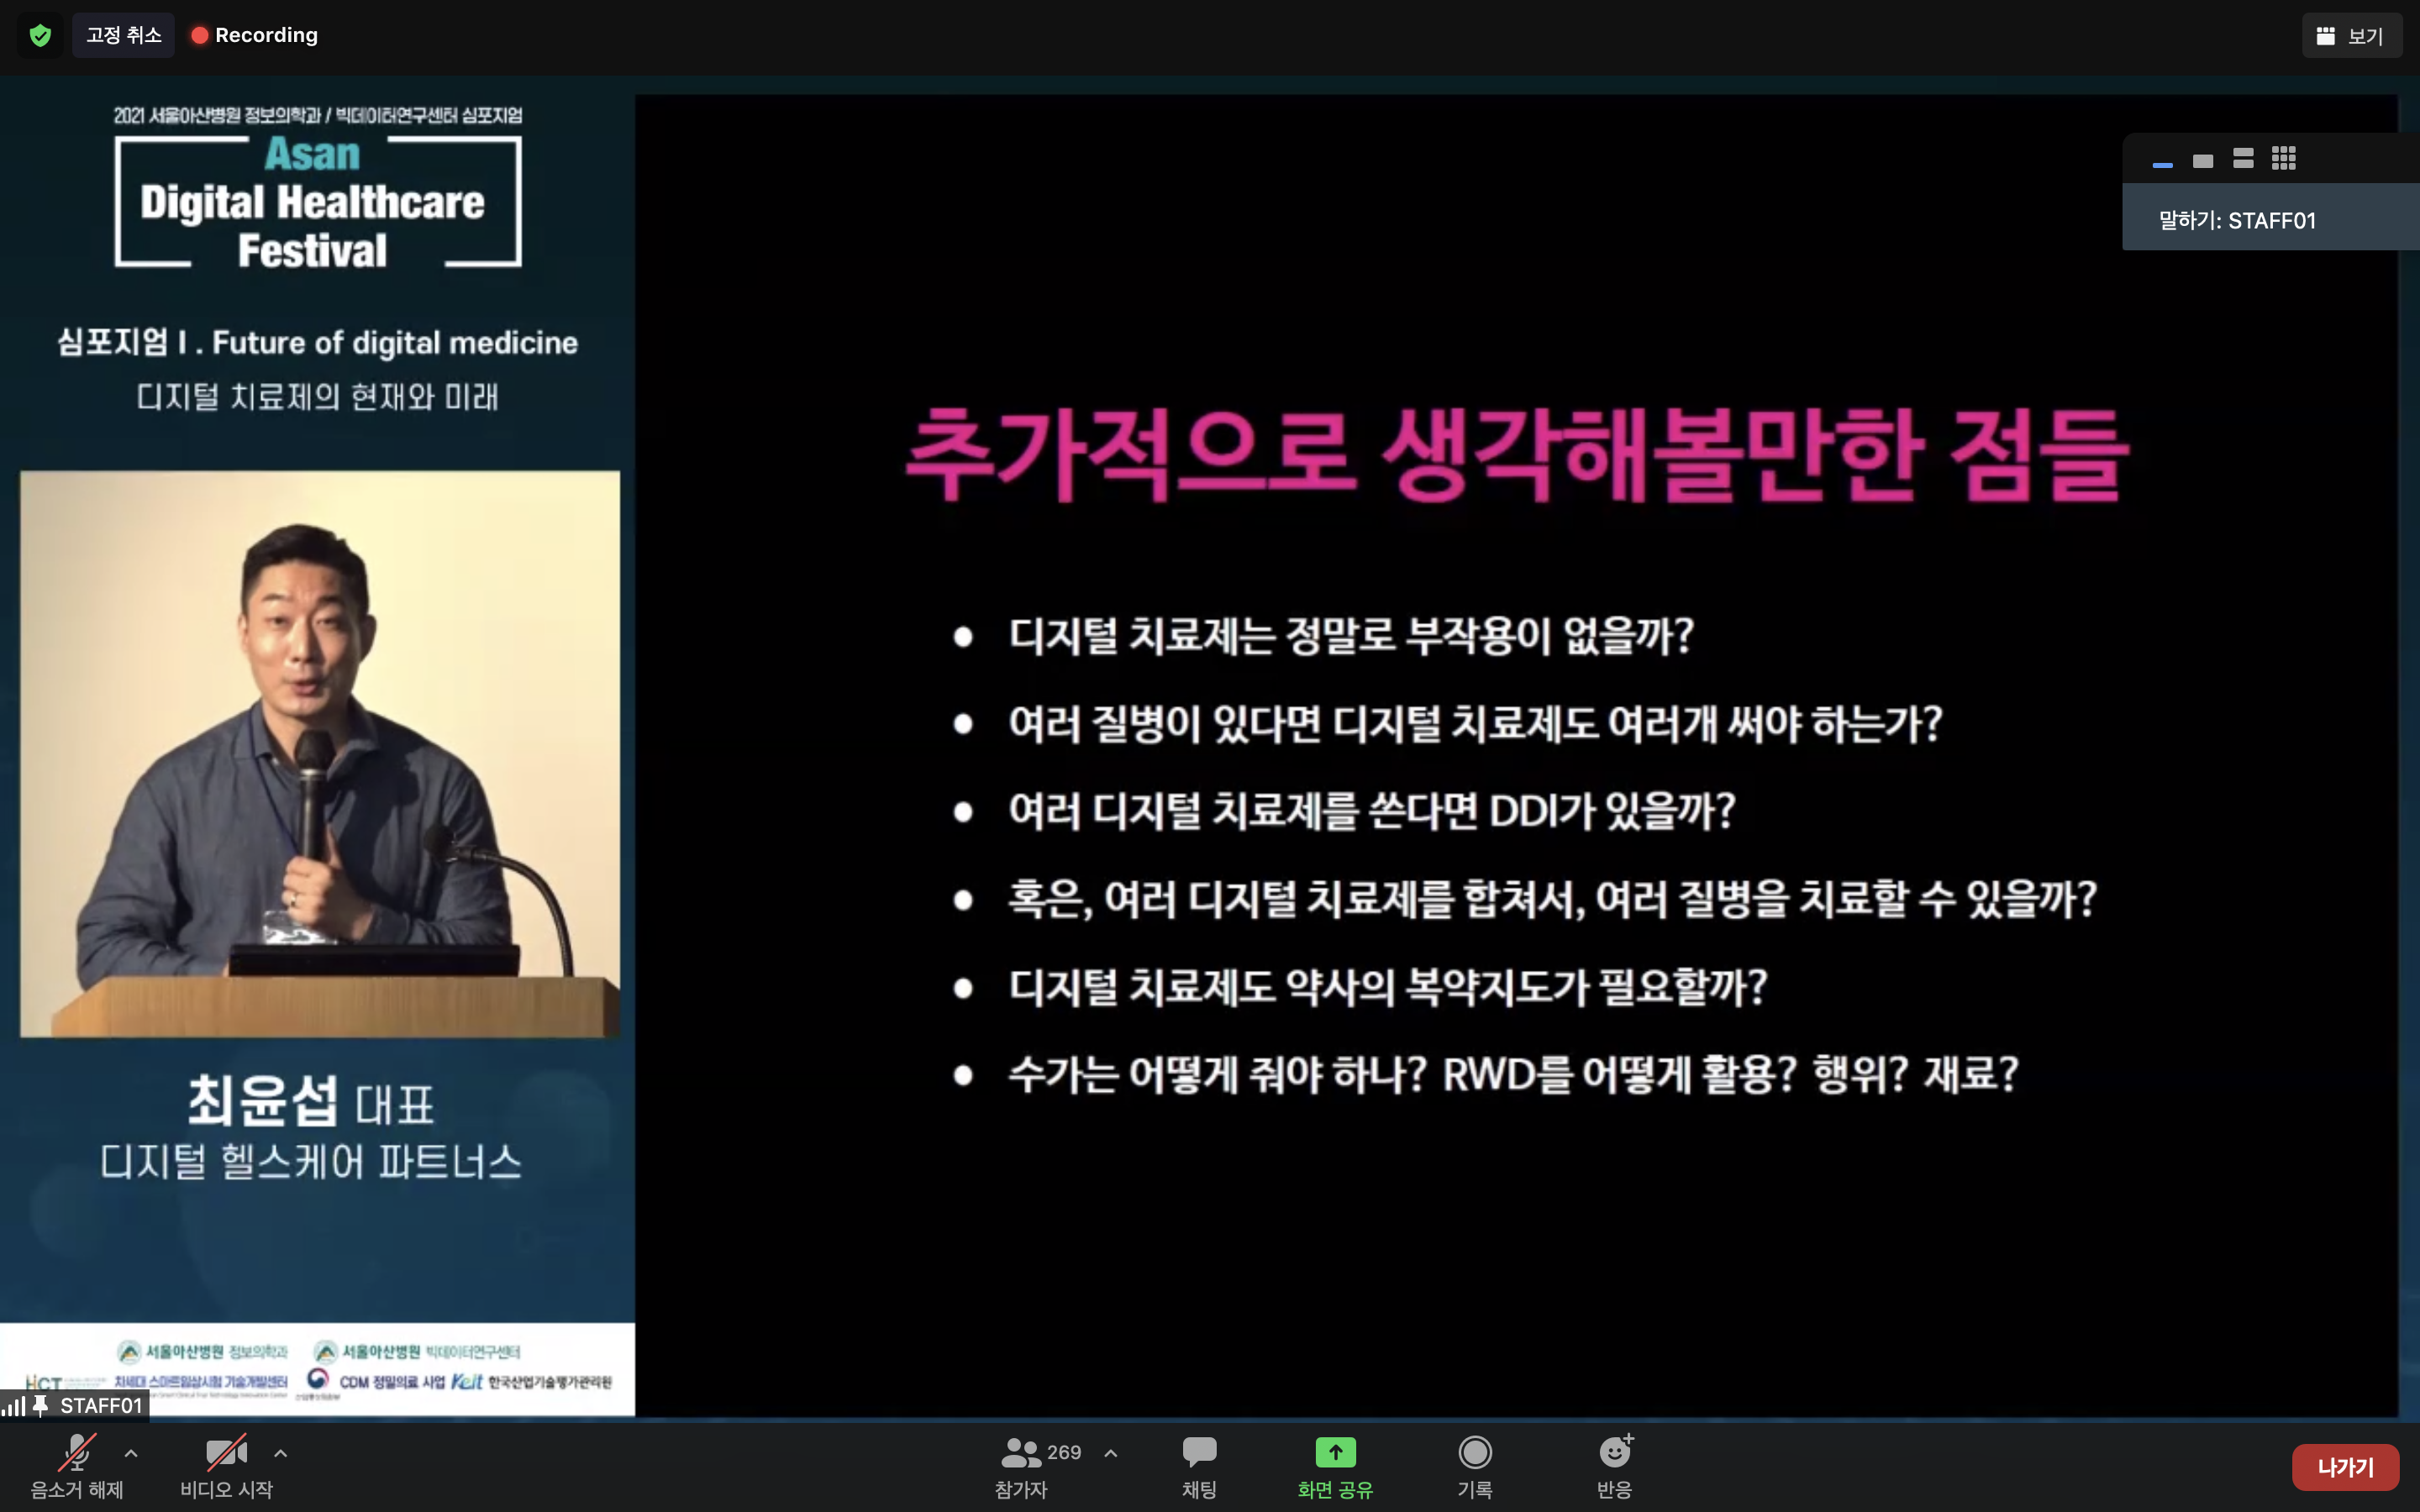 고정 취소
Recording
보기
2021 서울아산병원 정보의학과 / 빅데이터연구센터 심포지엄
Asan
Digital Healthcare
Festival
심포지엄 I . Future of digital medicine
디지털 치료제의 현재와 미래
말하기: STAFF01
추가적으로 생각해볼만한 점들
• 디지털 치료제는 정말로 부작용이 없을까?
• 여러 질병이 있다면 디지털 치료제도 여러개 써야 하는가?
• 여러 디지털 치료제를 쓴다면 DDI가 있을까?
• 혹은, 여러 디지털 치료제를 합쳐서, 여러 질병을 치료할 수 있을까?
• 디지털 치료제도 약사의 복약지도가 필요할까?
• 수가는 어떻게 줘야 하나? RWD를 어떻게 활용? 행위? 재료?
최윤섭 대표
디지털 헬스케어 파트너스
서울아산병원 정보의학과 서울아산병원 빅데이터연구센터
HCT 차세대 스마트임상시험 기술개발센터 CDM 정밀의료 사업 Keit 한국산업기술평가관리원
STAFF01
음소거 해제
비디오 시작
참가자 269
채팅
화면 공유
기록
반응
나가기